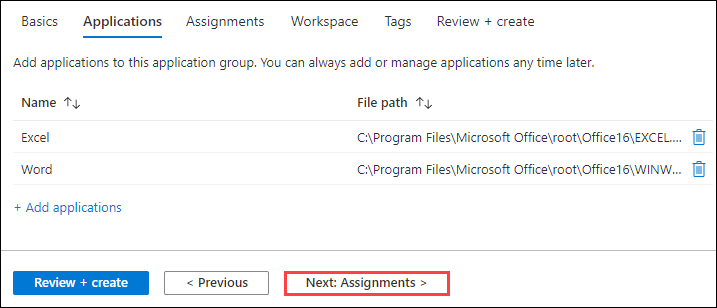 Basics Applications Assignments Workspace Tags Review + create
Add applications to this application group. You can always add or manage applications any time later.
Name ↑↓ File path ↑↓
Excel C:\Program Files\Microsoft Office\root\Office16\EXCEL....
Word C:\Program Files\Microsoft Office\root\Office16\WINW...
+ Add applications
Review + create < Previous Next: Assignments >